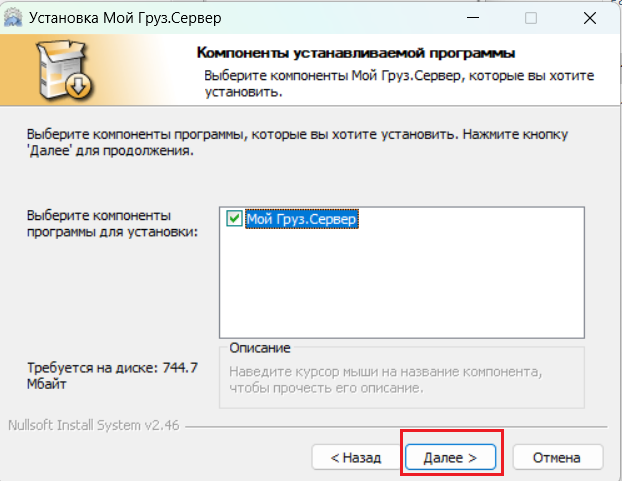 Установка Мой Груз.Сервер
Компоненты устанавливаемой программы
Выберите компоненты Мой Груз.Сервер, которые вы хотите
установить.
Выберите компоненты программы, которые вы хотите установить. Нажмите кнопку
'Далее' для продолжения.
Выберите компоненты
программы для установки:
Мой Груз.Сервер
Требуется на диске: 744.7
Мбайт
Описание
Наведите курсор мыши на название компонента,
чтобы прочесть его описание.
Nullsoft Install System v2.46
< Назад
Далее >
Отмена